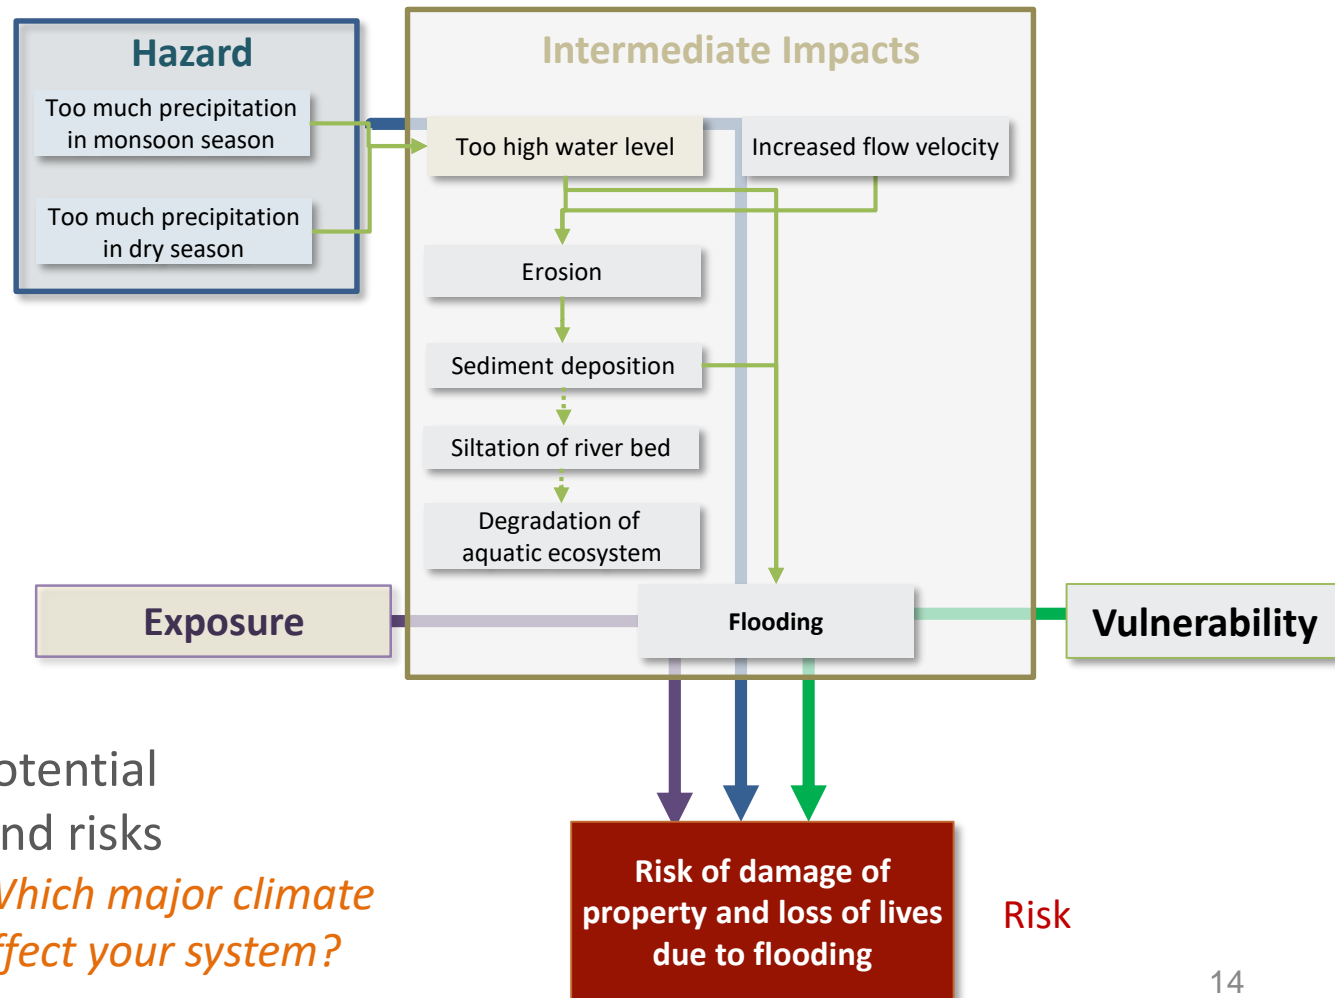 Hazard
Too much precipitation
in monsoon season
Too much precipitation
in dry season
Intermediate Impacts
Too high water level
Increased flow velocity
Erosion
Sediment deposition
Siltation of river bed
Degradation of
aquatic ecosystem
Exposure
Flooding
Vulnerability
otential
nd risks
Which major climate
ffect your system?
Risk of damage of
property and loss of lives
due to flooding
Risk
14